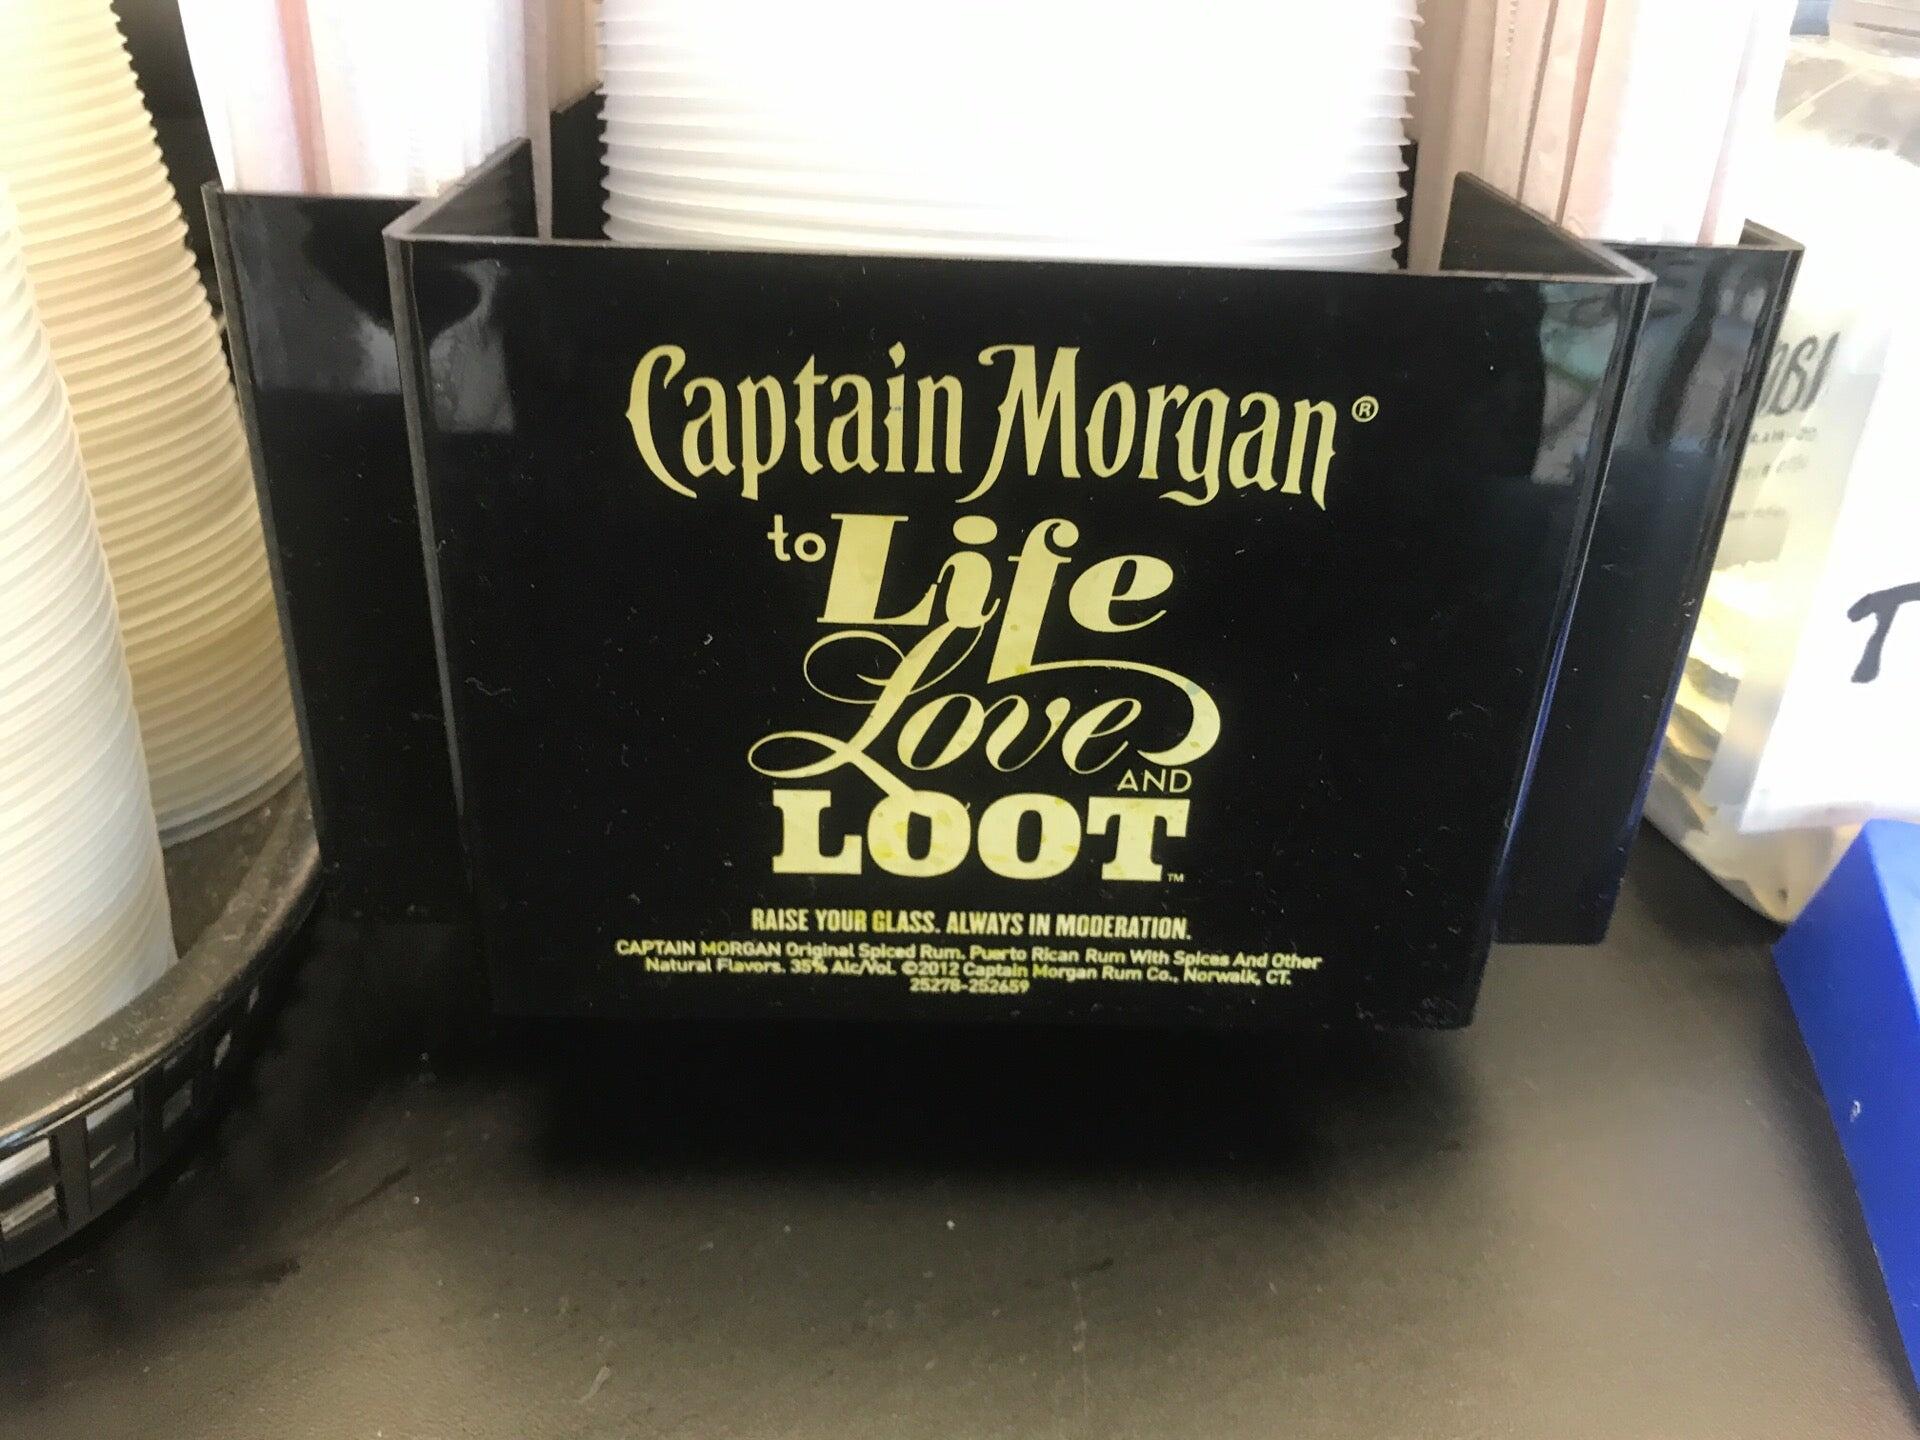 Captain Morgan®
to Life
Love
AND
LOOT™
RAISE YOUR GLASS. ALWAYS IN MODERATION.
CAPTAIN MORGAN Original Spiced Rum. Puerto Rican Rum With Spices And Other
Natural Flavors. 35% Alc/Vol. ©2012 Captain Morgan Rum Co., Norwalk, CT.
25278-252659
T